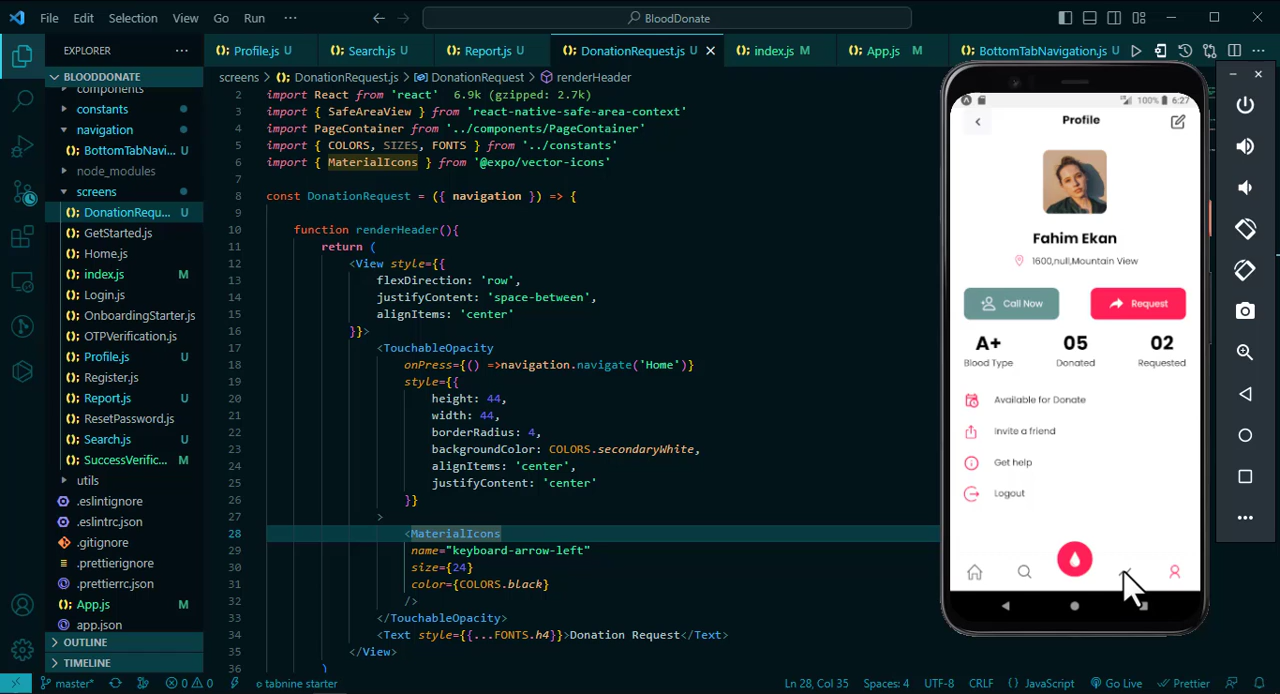 File Edit Selection View Go Run ··· BloodDonate
EXPLORER ···
BLOODDONATE
components
constants
navigation
BottomTabNavi... U
node_modules
screens
DonationRequ... U
GetStarted.js
Home.js
index.js M
Login.js
OnboardingStarter.js
OTPVerification.js
Profile.js U
Register.js
Report.js U
ResetPassword.js
Search.js U
SuccessVerific... M
utils
.eslintignore
.eslintrc.json
.gitignore
.prettierignore
.prettierrc.json
App.js M
app.json
OUTLINE
TIMELINE
Profile.js U Search.js U Report.js U DonationRequest.js U index.js M App.js M BottomTabNavigation.js U
screens > DonationRequest.js > DonationRequest > renderHeader
2 import React from 'react' 6.9k (gzipped: 2.7k)
3 import { SafeAreaView } from 'react-native-safe-area-context'
4 import PageContainer from '../components/PageContainer'
5 import { COLORS, SIZES, FONTS } from '../constants'
6 import { MaterialIcons } from '@expo/vector-icons'
7
8 const DonationRequest = ({ navigation }) => {
9
10 function renderHeader(){
11 return (
12 <View style={{
13 flexDirection: 'row',
14 justifyContent: 'space-between',
15 alignItems: 'center'
16 }}>
17 <TouchableOpacity
18 onPress={() =>navigation.navigate('Home')}
19 style={{
20 height: 44,
21 width: 44,
22 borderRadius: 4,
23 backgroundColor: COLORS.secondaryWhite,
24 alignItems: 'center',
25 justifyContent: 'center'
26 }}
27 >
28 <MaterialIcons
29 name="keyboard-arrow-left"
30 size={24}
31 color={COLORS.black}
32 />
33 </TouchableOpacity>
34 <Text style={{...FONTS.h4}}>Donation Request</Text>
35 </View>
36 )
100% 6:27
Profile
Fahim Ekan
1600,null,Mountain View
Call Now Request
A+ 05 02
Blood Type Donated Requested
Available for Donate
Invite a friend
Get help
Logout
master* 0 0 tabnine starter Ln 28, Col 35 Spaces: 4 UTF-8 CRLF JavaScript Go Live Prettier